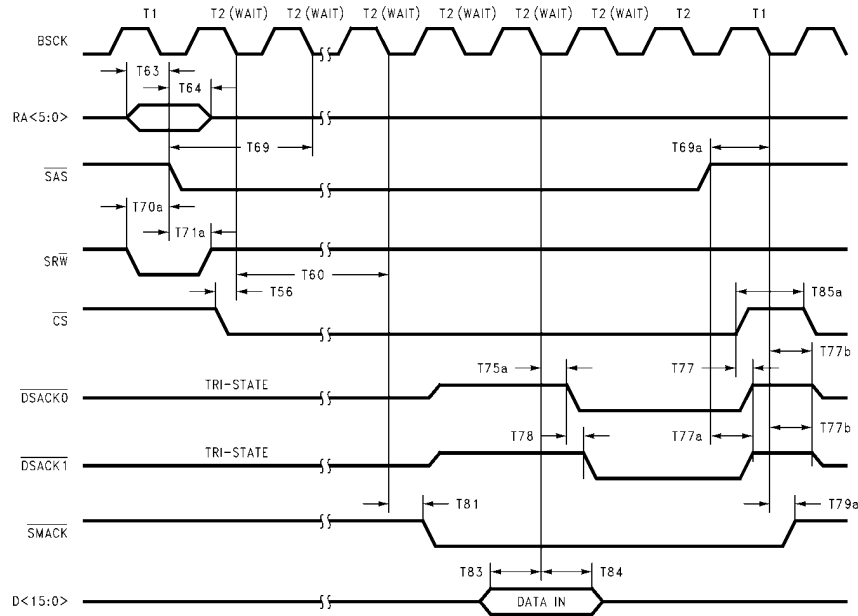 T1 T2 (WAIT) T2 (WAIT) T2 (WAIT) T2 (WAIT) T2 (WAIT) T2 (WAIT) T2 T1
BSCK
T63
T64
RA<5:0>
T69 T69a
SAS
T70a
T71a
SRW
T60
T56 T85a
CS
T77b
T75a T77
TRI-STATE
DSACK0
T77b
T78 T77a
TRI-STATE
DSACK1
T81 T79a
SMACK
T83 T84
D<15:0> DATA IN